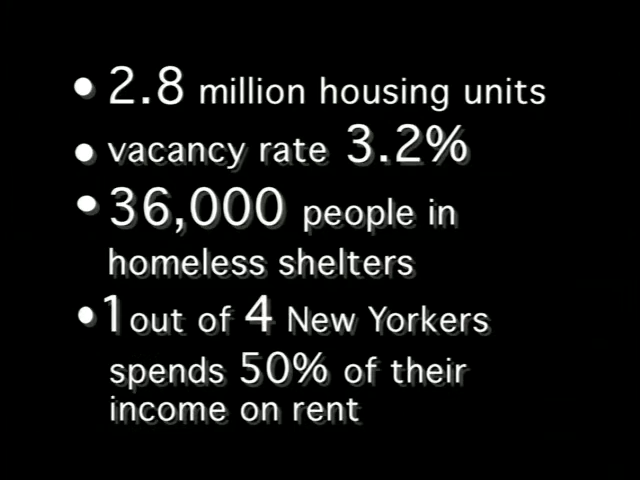 • 2.8 million housing units
• vacancy rate 3.2%
• 36,000 people in
homeless shelters
• 1 out of 4 New Yorkers
spends 50% of their
income on rent